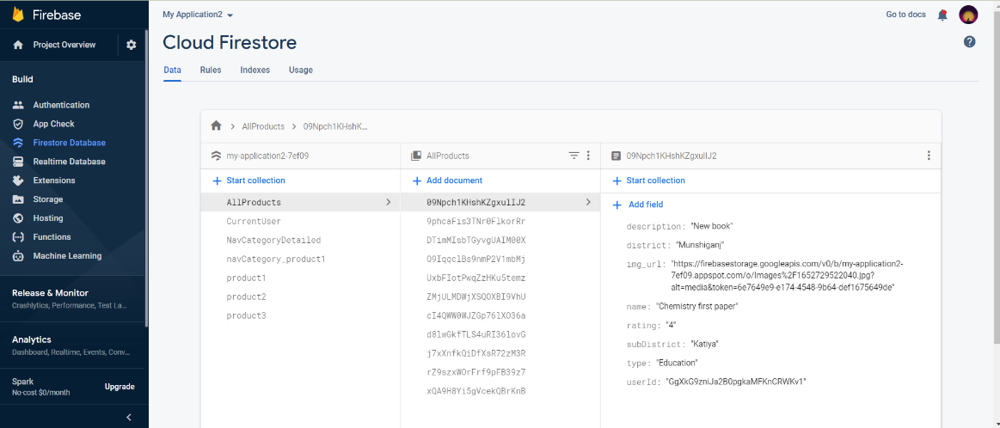 Firebase
My Application2
Go to docs
Project Overview
Cloud Firestore
Data Rules Indexes Usage
Build
Authentication
App Check
Firestore Database
Realtime Database
Extensions
Storage
Hosting
Functions
Machine Learning
Release & Monitor
Crashlytics, Performance, Test La...
Analytics
Dashboard, Realtime, Events, Conv...
Spark
No-cost $0/month
Upgrade
AllProducts > 09Npch1KHshK...
my-application2-7ef09
+ Start collection
AllProducts
CurrentUser
NavCategoryDetailed
navCategory_product1
product1
product2
product3
AllProducts
+ Add document
09Npch1KHshKZgxulIJ2
9phcaFis3TNr0FlkorRr
DTimMIsbTGyvgUAIM00X
O9IqqclBs9nmP2V1mbMj
UxbFIotPwqZzHKu5temz
ZMjULMDWjXSQOXBI9VhU
cI4QWW0WJZGp76lXO36a
d8lwGkfTLS4uRI36lovG
j7xXnfkQiDfXsR72zM3R
rZ9szxWOrFrf9pFB39z7
xQA9H8Yi5gVcekQBrKnB
09Npch1KHshKZgxulIJ2
+ Start collection
+ Add field
description: "New book"
district: "Munshiganj"
img_url: "https://firebasestorage.googleapis.com/v0/b/my-application2-
7ef09.appspot.com/o/Images%2F1652729522040.jpg?
alt=media&token=6e7649e9-e174-4548-9b64-def1675649de"
name: "Chemistry first paper"
rating: "4"
subDistrict: "Katiya"
type: "Education"
userId: "GgXkG9zniJa2B0pgkaMFKnCRWKv1"